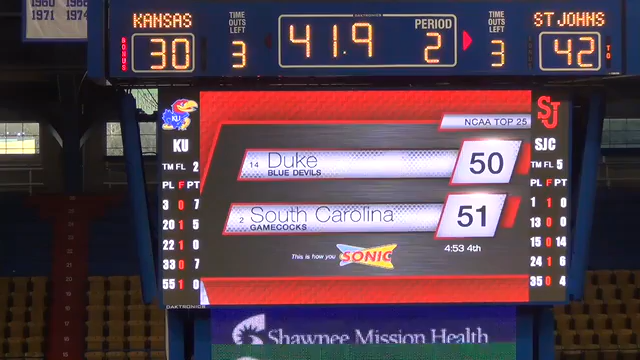 1960
1971 1974
KANSAS
TIME OUTS LEFT
PERIOD
TIME OUTS LEFT
ST JOHNS
BONUS
30
3
41.9
2
3
42
DAKTRONICS
KU
SJ
NCAA TOP 25
KU
SJC
14 Duke 50
BLUE DEVILS
2 South Carolina 51
GAMECOCKS
4:53 4th
This is how you SONIC
TM FL 2
PL F PT
3 0 7
20 1 5
22 1 0
33 0 7
55 1 0
TM FL 5
PL F PT
1 1 0
13 0 0
15 0 14
24 1 6
35 0 4
DAKTRONICS
Shawnee Mission Health